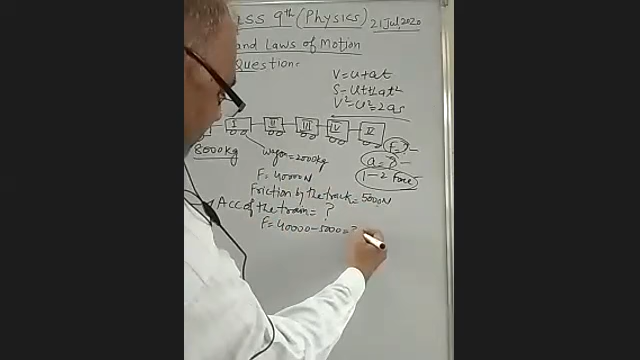 LSS 9th (Physics) 21 Jul, 2020
and Laws of Motion
Question:
V=u+at
S=ut+½at²
V²=u²=2as
I II III IV V
8000kg
wagon=2000kg
F=?
a=?
1-2 Force
F=40000N
Friction by the track=5000N
Acc of the train=?
F=40000-5000=3